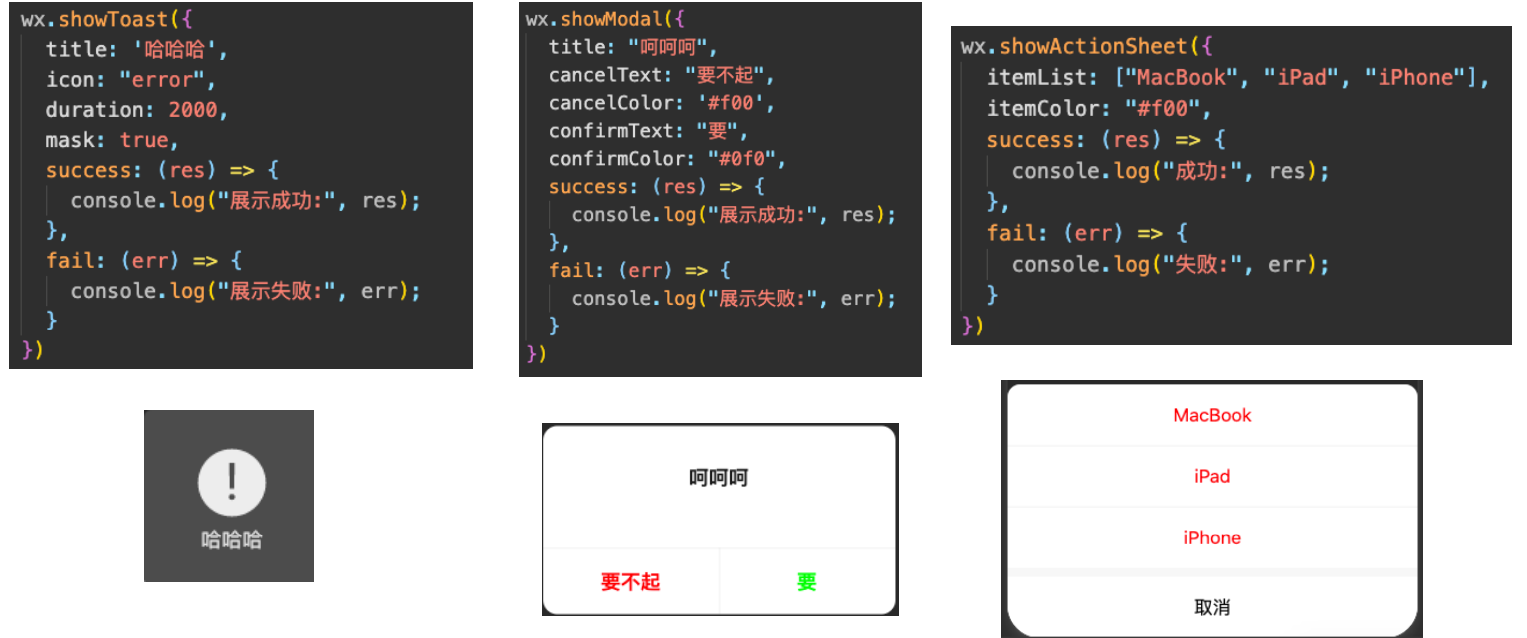 wx.showToast({
title: '哈哈哈',
icon: "error",
duration: 2000,
mask: true,
success: (res) => {
console.log("展示成功:", res);
},
fail: (err) => {
console.log("展示失败:", err);
}
})
哈哈哈
wx.showModal({
title: "呵呵呵",
cancelText: "要不起",
cancelColor: '#f00',
confirmText: "要",
confirmColor: "#0f0",
success: (res) => {
console.log("展示成功:", res);
},
fail: (err) => {
console.log("展示失败:", err);
}
})
呵呵呵
要不起 要
wx.showActionSheet({
itemList: ["MacBook", "iPad", "iPhone"],
itemColor: "#f00",
success: (res) => {
console.log("成功:", res);
},
fail: (err) => {
console.log("失败:", err);
}
})
MacBook
iPad
iPhone
取消